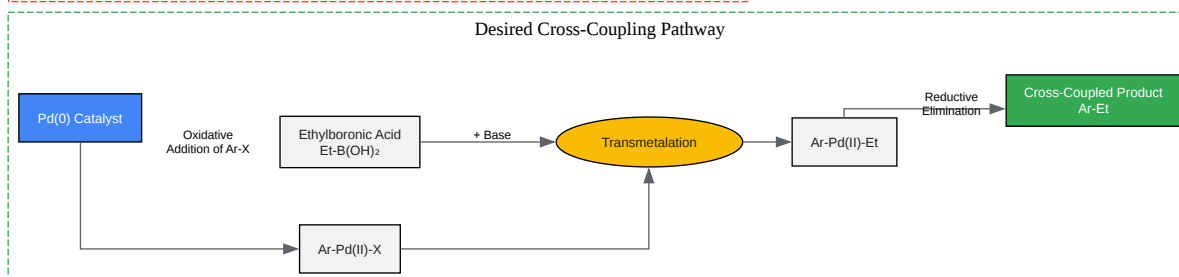 Desired Cross-Coupling Pathway
Pd(0) Catalyst
Oxidative
Addition of Ar-X
Ethylboronic Acid
Et-B(OH)₂
+ Base
Transmetalation
Ar-Pd(II)-Et
Reductive
Elimination
Cross-Coupled Product
Ar-Et
Ar-Pd(II)-X